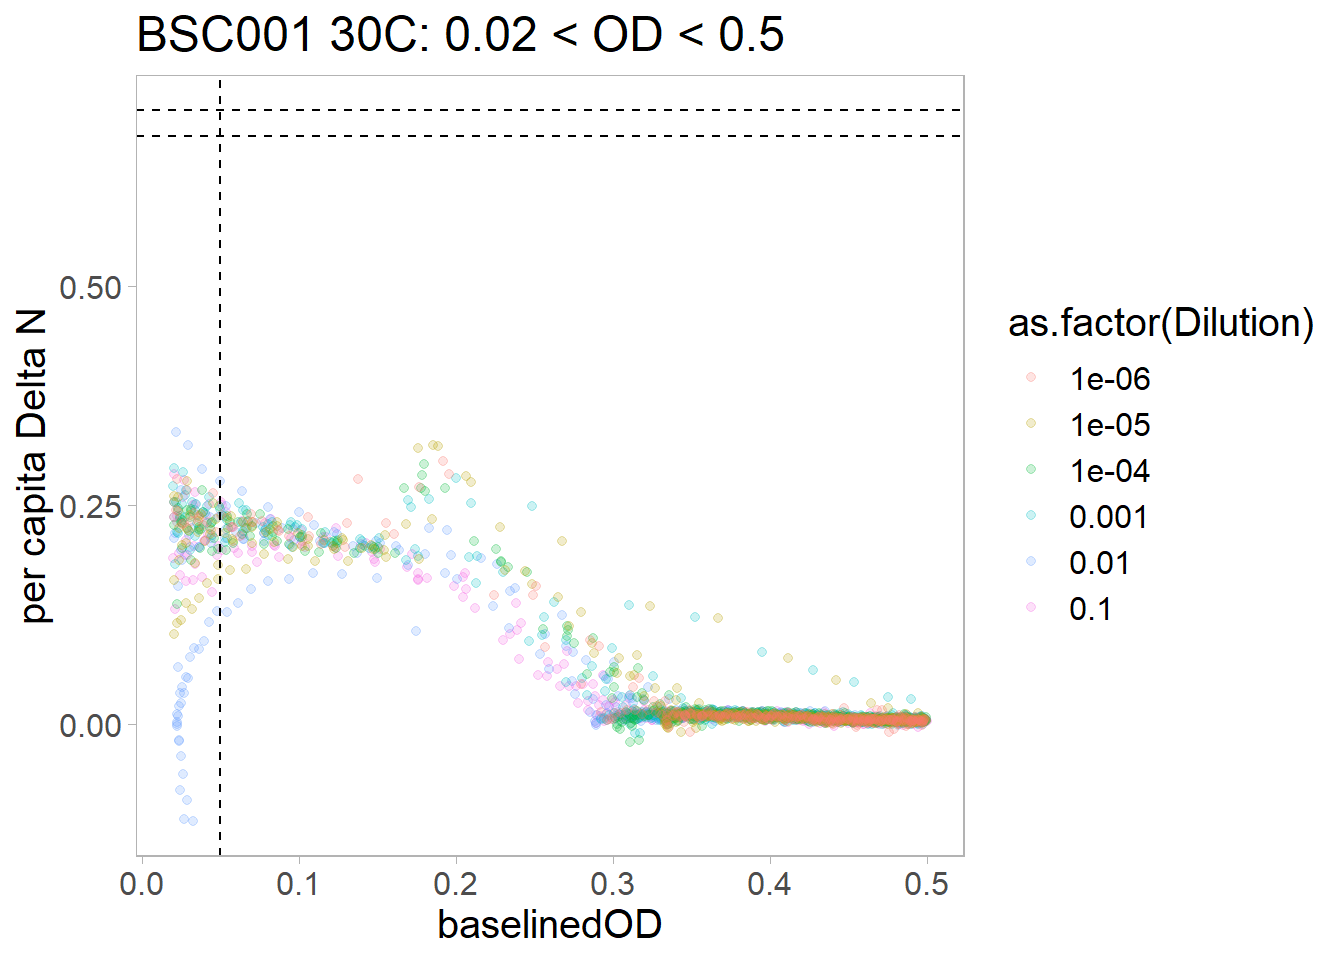 BSC001 30C: 0.02 < OD < 0.5
per capita Delta N
0.50
0.25
0.00
0.0 0.1 0.2 0.3 0.4 0.5
baselinedOD
as.factor(Dilution)
1e-06
1e-05
1e-04
0.001
0.01
0.1